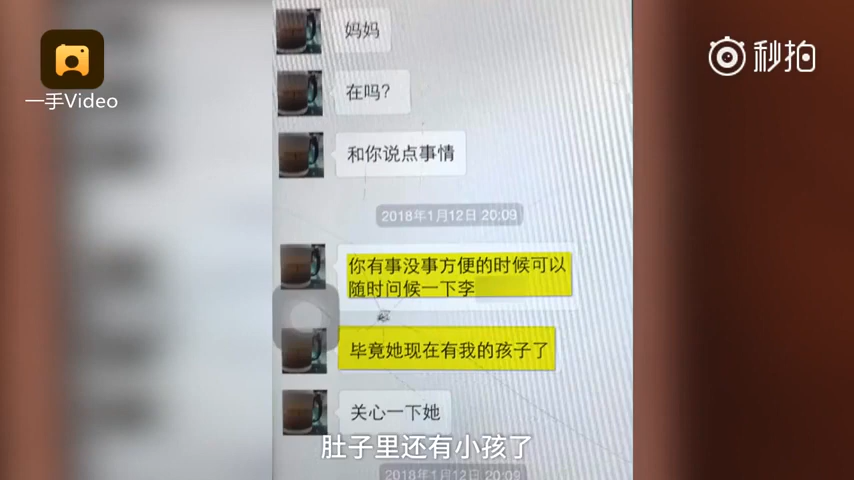 一手Video
秒拍
妈妈
在吗?
和你说点事情
2018年1月12日 20:09
你有事没事方便的时候可以
随时问候一下李
毕竟她现在有我的孩子了
关心一下她
肚子里还有小孩了
2018年1月12日 20:09